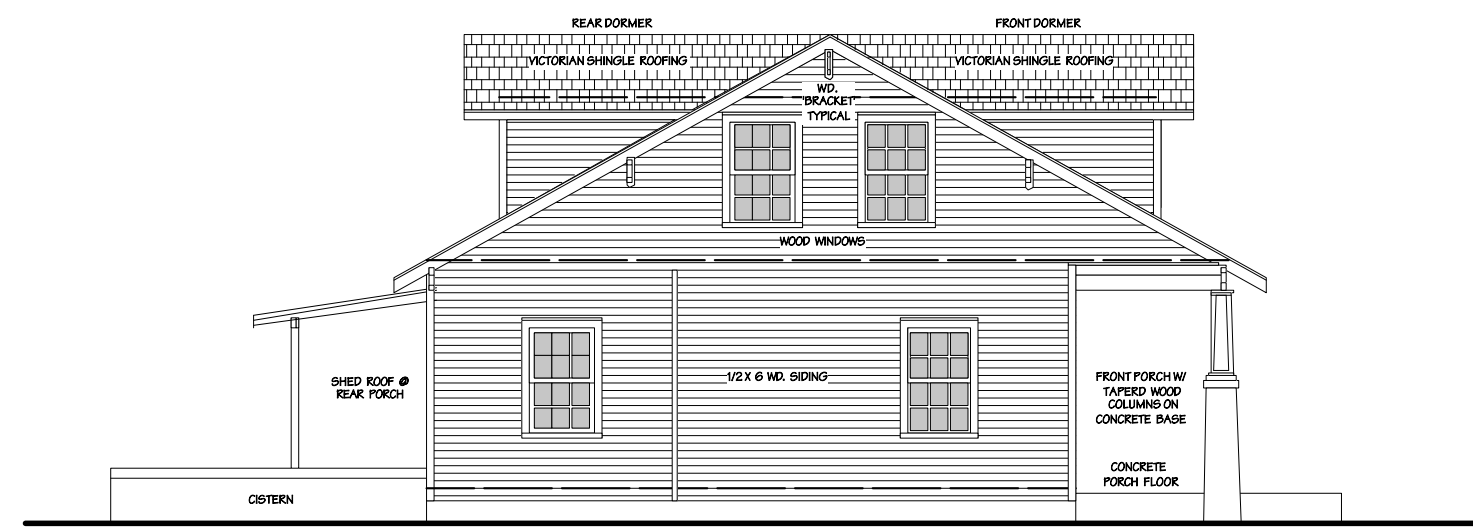 REAR DORMER
FRONT DORMER
VICTORIAN SHINGLE ROOFING
VICTORIAN SHINGLE ROOFING
WD.
"BRACKET"
TYPICAL
WOOD WINDOWS
1/2 X 6 WD. SIDING
SHED ROOF @
REAR PORCH
FRONT PORCH W/
TAPERD WOOD
COLUMNS ON
CONCRETE BASE
CONCRETE
PORCH FLOOR
CISTERN